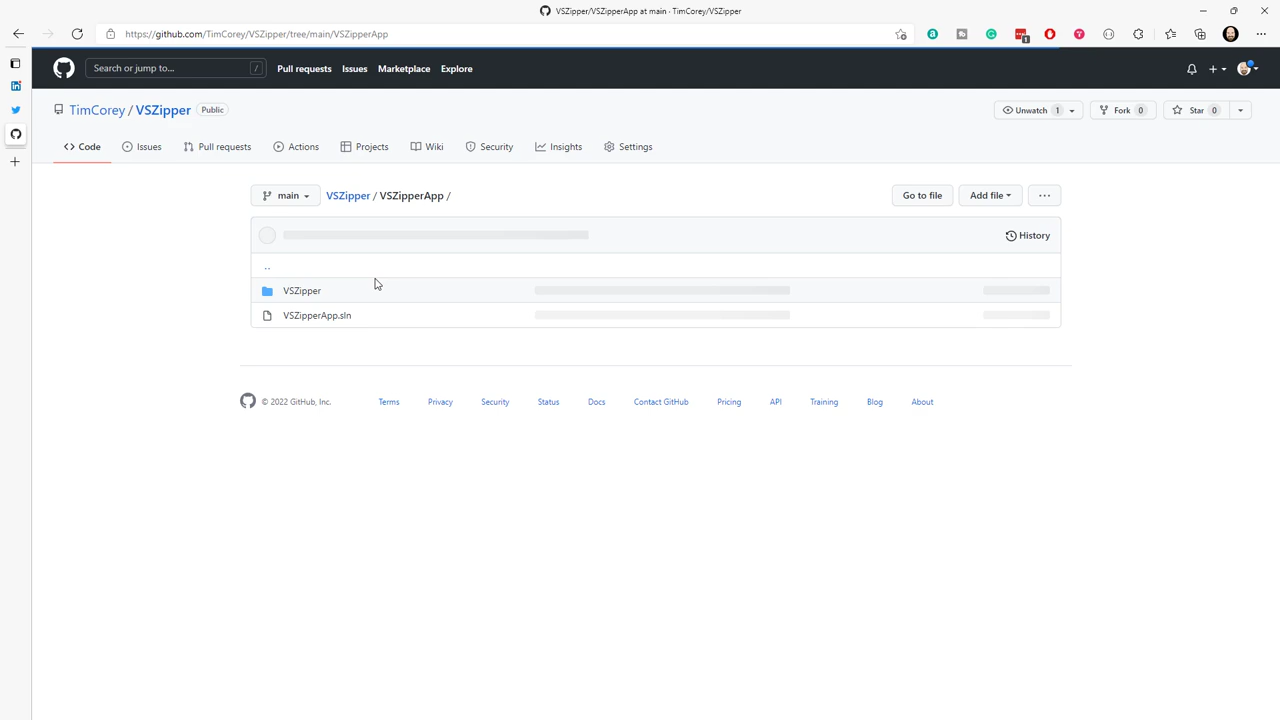 VSZipper/VSZipperApp at main · TimCorey/VSZipper
https://github.com/TimCorey/VSZipper/tree/main/VSZipperApp
1
Search or jump to...
/
Pull requests
Issues
Marketplace
Explore
TimCorey / VSZipper
Public
Unwatch 1
Fork 0
Star 0
Code
Issues
Pull requests
Actions
Projects
Wiki
Security
Insights
Settings
main
VSZipper / VSZipperApp /
Go to file
Add file
History
..
VSZipper
VSZipperApp.sln
© 2022 GitHub, Inc.
Terms
Privacy
Security
Status
Docs
Contact GitHub
Pricing
API
Training
Blog
About